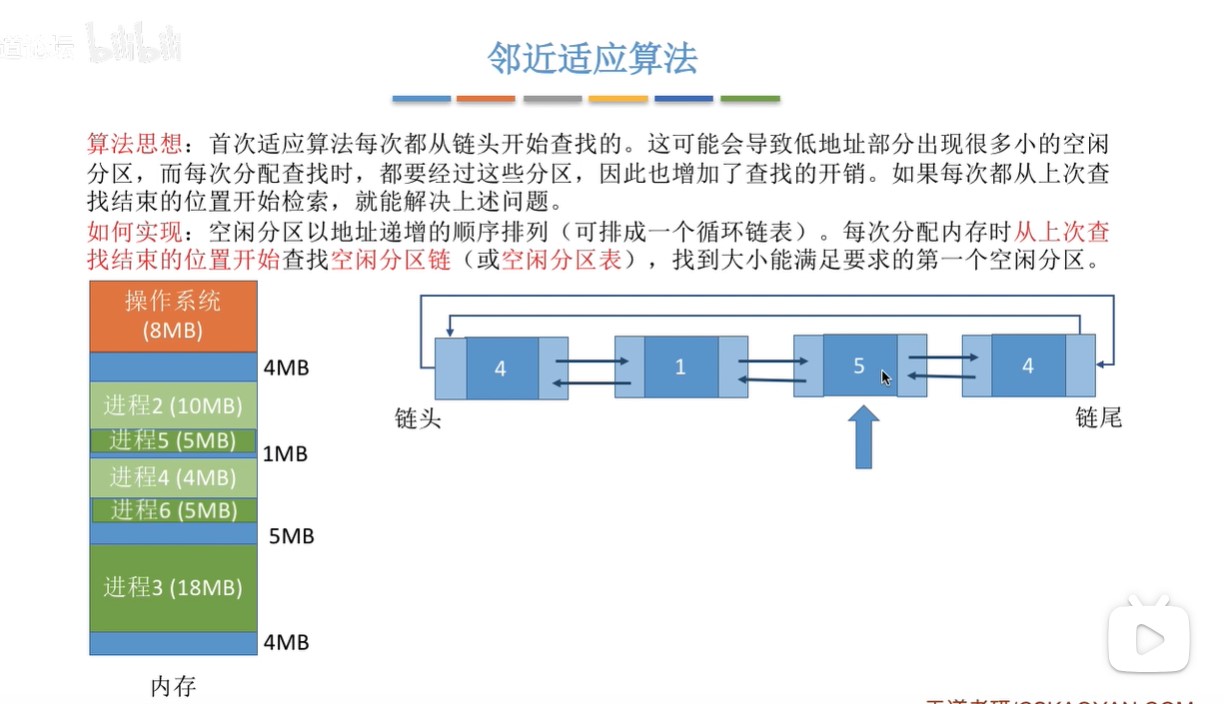 bilibili
邻近适应算法
算法思想：首次适应算法每次都从链头开始查找的。这可能会导致低地址部分出现很多小的空闲
分区，而每次分配查找时，都要经过这些分区，因此也增加了查找的开销。如果每次都从上次查
找结束的位置开始检索，就能解决上述问题。
如何实现：空闲分区以地址递增的顺序排列（可排成一个循环链表）。每次分配内存时从上次查
找结束的位置开始查找空闲分区链（或空闲分区表），找到大小能满足要求的第一个空闲分区。
操作系统
(8MB)
4MB
进程2 (10MB)
进程5 (5MB)
1MB
进程4 (4MB)
进程6 (5MB)
5MB
进程3 (18MB)
4MB
内存
4
1
5
4
链头
链尾